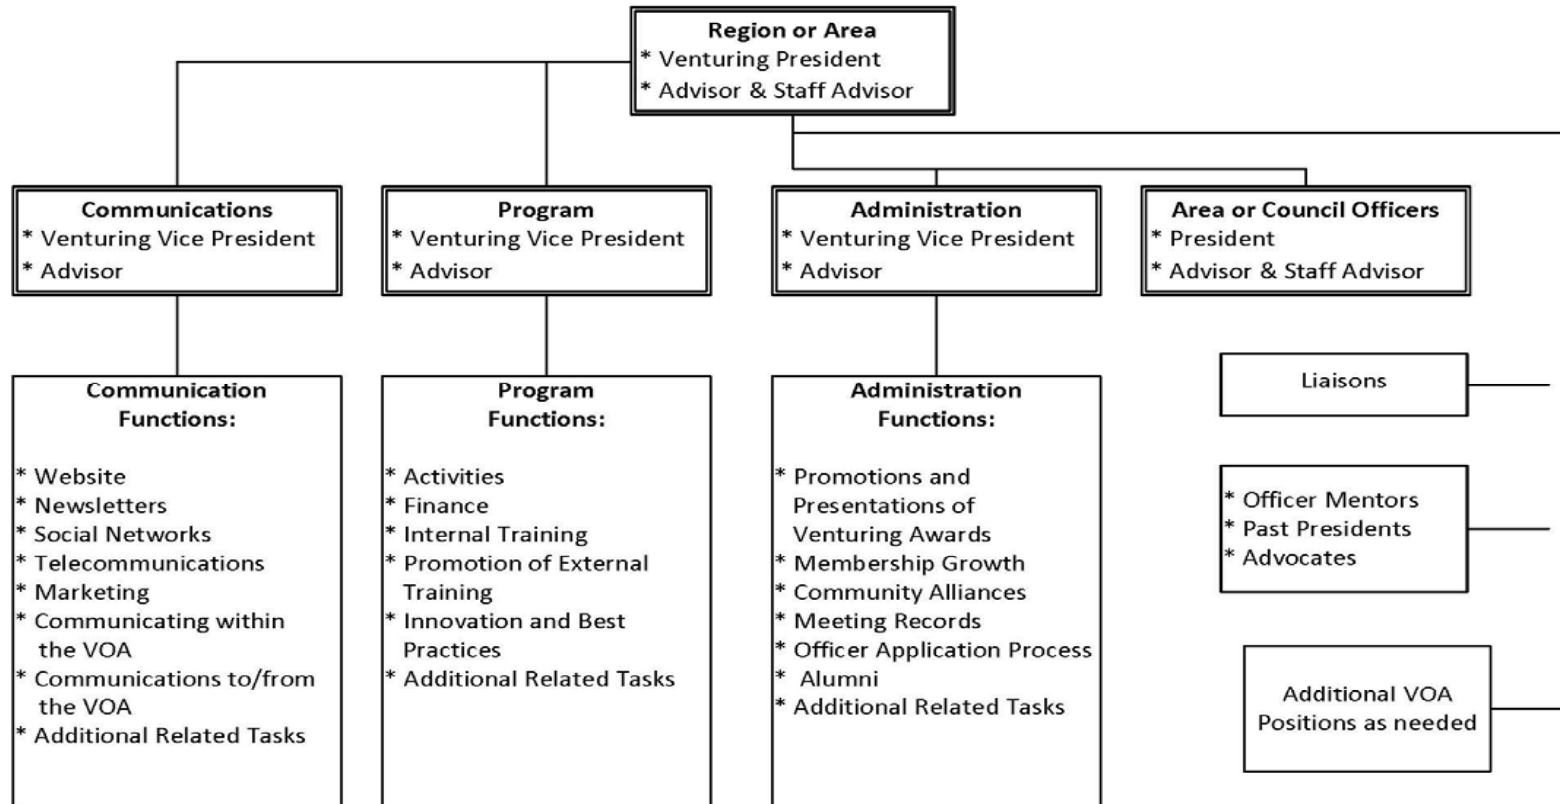 Region or Area
* Venturing President
* Advisor & Staff Advisor
Communications
* Venturing Vice President
* Advisor
Program
* Venturing Vice President
* Advisor
Administration
* Venturing Vice President
* Advisor
Area or Council Officers
* President
* Advisor & Staff Advisor
Communication
Functions:
* Website
* Newsletters
* Social Networks
* Telecommunications
* Marketing
* Communicating within
the VOA
* Communications to/from
the VOA
* Additional Related Tasks
Program
Functions:
* Activities
* Finance
* Internal Training
* Promotion of External
Training
* Innovation and Best
Practices
* Additional Related Tasks
Administration
Functions:
* Promotions and
Presentations of
Venturing Awards
* Membership Growth
* Community Alliances
* Meeting Records
* Officer Application Process
* Alumni
* Additional Related Tasks
Liaisons
* Officer Mentors
* Past Presidents
* Advocates
Additional VOA
Positions as needed